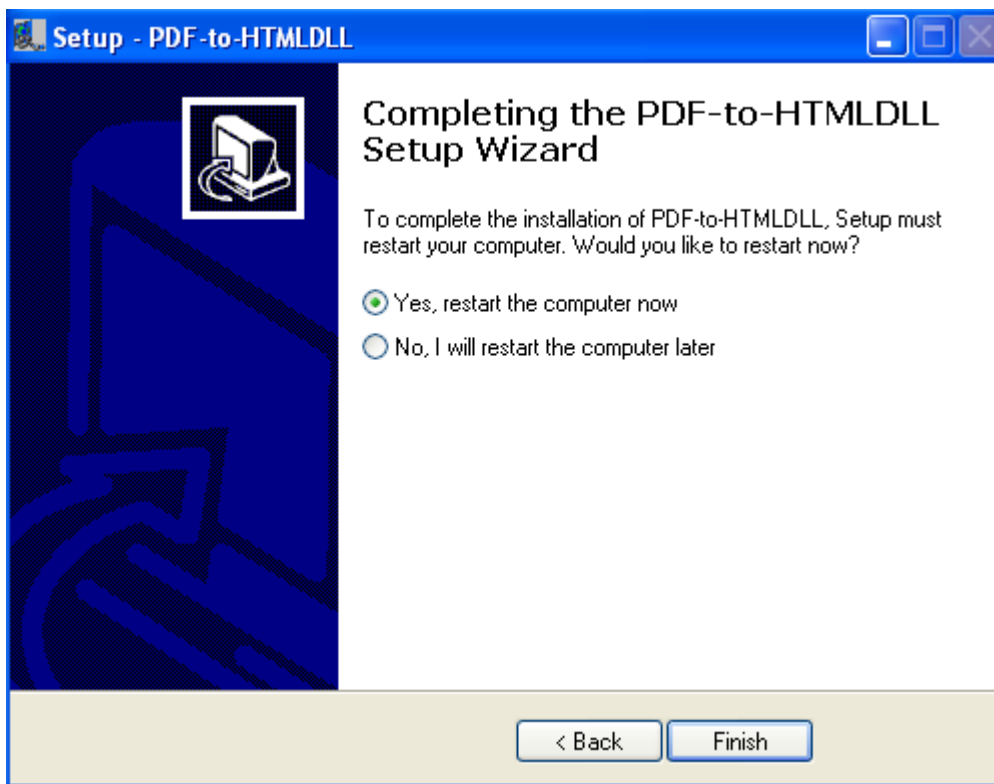 Setup - PDF-to-HTMLDLL
Completing the PDF-to-HTMLDLL
Setup Wizard
To complete the installation of PDF-to-HTMLDLL, Setup must
restart your computer. Would you like to restart now?
Yes, restart the computer now
No, I will restart the computer later
< Back
Finish